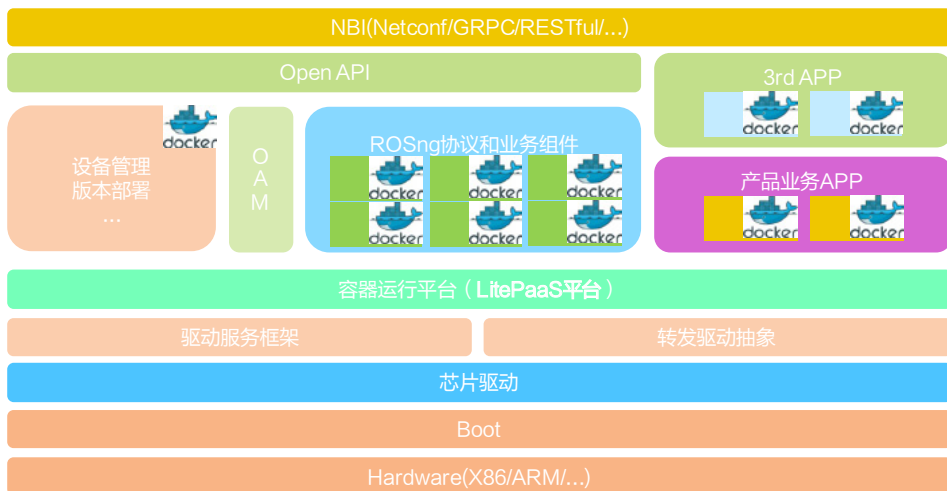 NBI(Netconf/GRPC/RESTful/...)
Open API
3rd APP
docker
docker
docker
设备管理
版本部署
...
O
A
M
ROSng协议和业务组件
docker
docker
docker
docker
docker
docker
产品业务APP
docker
docker
容器运行平台（LitePaaS平台）
驱动服务框架
转发驱动抽象
芯片驱动
Boot
Hardware(X86/ARM/...)